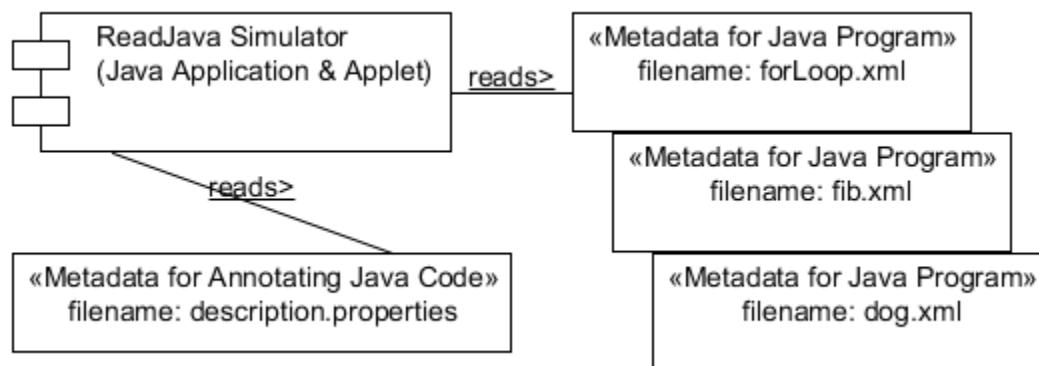 ReadJava Simulator
(Java Application & Applet)
reads>
«Metadata for Java Program»
filename: forLoop.xml
«Metadata for Java Program»
filename: fib.xml
reads>
«Metadata for Annotating Java Code»
filename: description.properties
«Metadata for Java Program»
filename: dog.xml